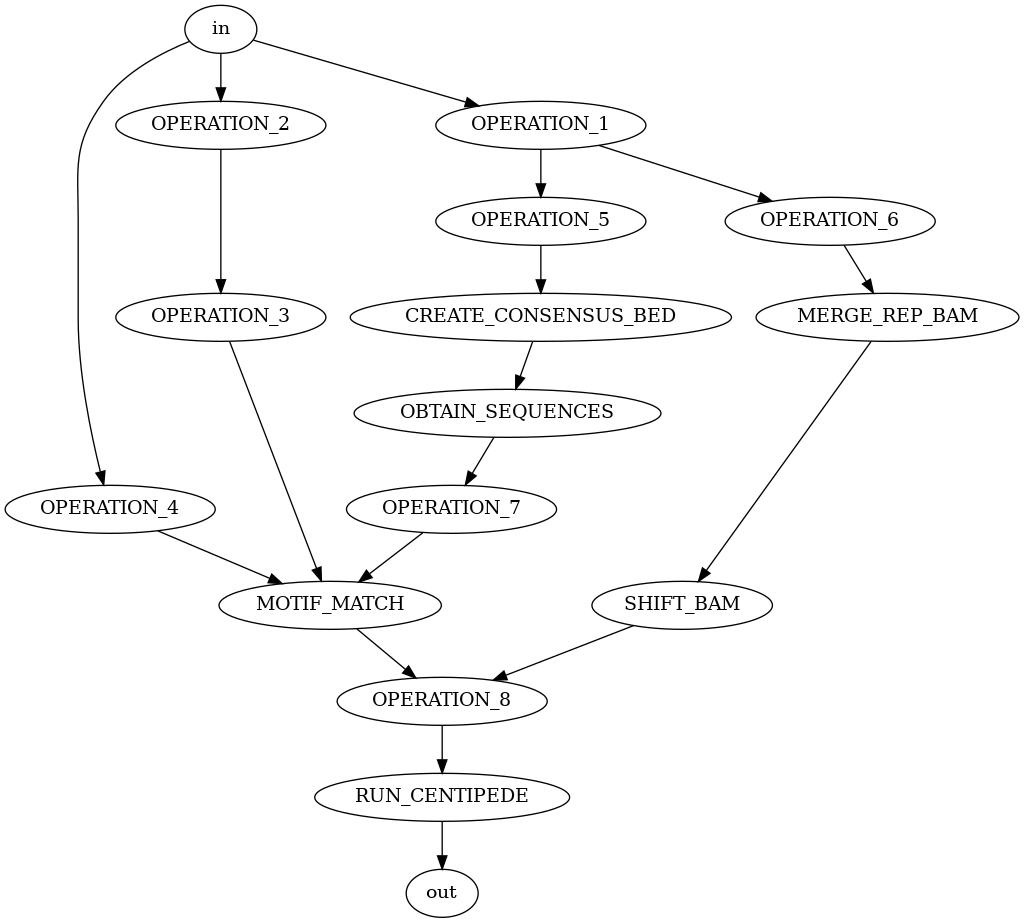 in
OPERATION_2
OPERATION_1
OPERATION_5
OPERATION_6
OPERATION_3
CREATE_CONSENSUS_BED
MERGE_REP_BAM
OBTAIN_SEQUENCES
OPERATION_4
OPERATION_7
MOTIF_MATCH
SHIFT_BAM
OPERATION_8
RUN_CENTIPEDE
out